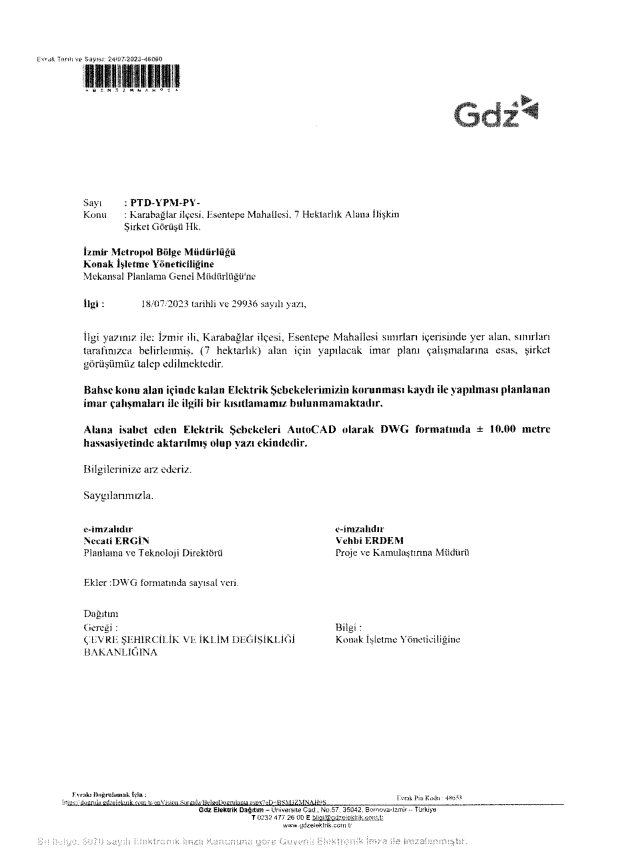 Evrak Tarih ve Sayısı: 24/07/2023-46060
Gdz
Sayı : PTD-YPM-PY-
Konu : Karabağlar ilçesi, Esentepe Mahallesi, 7 Hektarlık Alana İlişkin
Şirket Görüşü Hk.
İzmir Metropol Bölge Müdürlüğü
Konak İşletme Yöneticiliğine
Mekansal Planlama Genel Müdürlüğü'ne
İlgi : 18/07/2023 tarihli ve 29936 sayılı yazı,
İlgi yazınız ile; İzmir ili, Karabağlar ilçesi, Esentepe Mahallesi sınırları içerisinde yer alan, sınırları
tarafınızca belirlenmiş, (7 hektarlık) alan için yapılacak imar planı çalışmalarına esas, şirket
görüşümüz talep edilmektedir.
Bahse konu alan içinde kalan Elektrik Şebekelerimizin korunması kaydı ile yapılması planlanan
imar çalışmaları ile ilgili bir kısıtlamamız bulunmamaktadır.
Alana isabet eden Elektrik Şebekeleri AutoCAD olarak DWG formatında ± 10.00 metre
hassasiyetinde aktarılmış olup yazı ekindedir.
Bilgilerinize arz ederiz.
Saygılarımızla.
e-imzalıdır e-imzalıdır
Necati ERGİN Vehbi ERDEM
Planlama ve Teknoloji Direktörü Proje ve Kamulaştırma Müdürü
Ekler :DWG formatında sayısal veri.
Dağıtım
Gereği : Bilgi :
ÇEVRE ŞEHİRCİLİK VE İKLİM DEĞİŞİKLİĞİ Konak İşletme Yöneticiliğine
BAKANLIĞINA
Evrakı Doğrulamak İçin : Evrak Pin Kodu : 48653
Gdz Elektrik Dağıtım – Üniversite Cad., No.57, 35042, Bornova-İzmir – Türkiye
T 0232 477 26 00 E bilgi@gdzelektrik.com.tr
www.gdzelektrik.com.tr
Bu belge, 5070 sayılı Elektronik İmza Kanununa göre Güvenli Elektronik İmza ile imzalanmıştır.